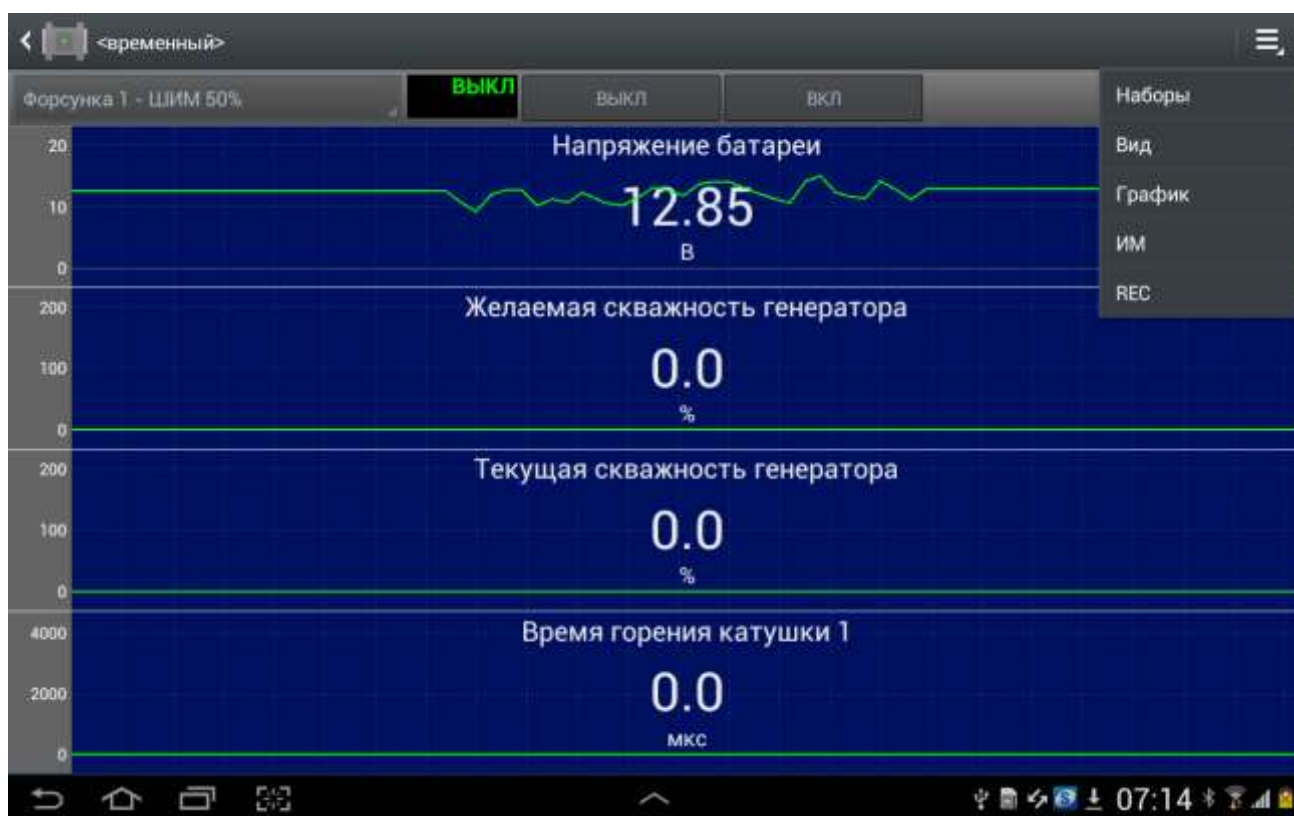 <временный>
Форсунка 1 - ШИМ 50%
ВЫКЛ
ВЫКЛ
ВКЛ
Наборы
Вид
График
ИМ
REC
Напряжение батареи
20
10
0
12.85
В
Желаемая скважность генератора
200
100
0
0.0
%
Текущая скважность генератора
200
100
0
0.0
%
Время горения катушки 1
4000
2000
0
0.0
мкс
07:14